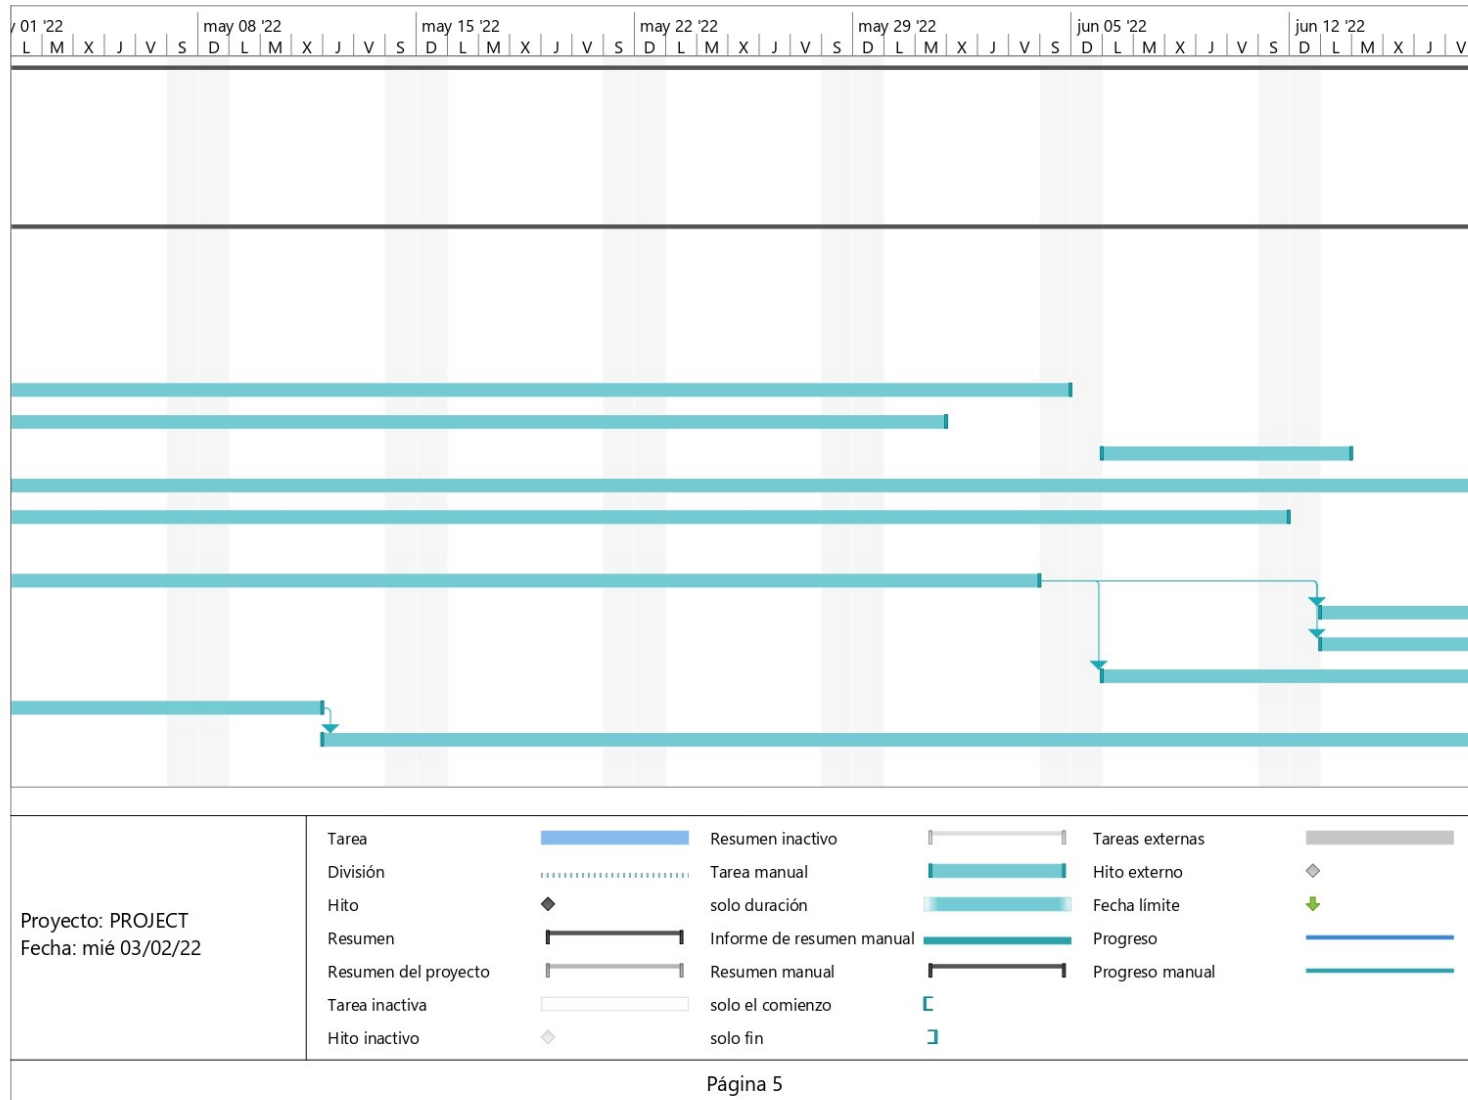 / 01 '22 may 08 '22 may 15 '22 may 22 '22 may 29 '22 jun 05 '22 jun 12 '22
L M X J V S D L M X J V S D L M X J V S D L M X J V S D L M X J V S D L M X J V S D L M X J V
Tarea Resumen inactivo Tareas externas
División Tarea manual Hito externo
Hito solo duración Fecha límite
Proyecto: PROJECT
Fecha: mié 03/02/22
Resumen Informe de resumen manual Progreso
Resumen del proyecto Resumen manual Progreso manual
Tarea inactiva solo el comienzo
Hito inactivo solo fin
Página 5